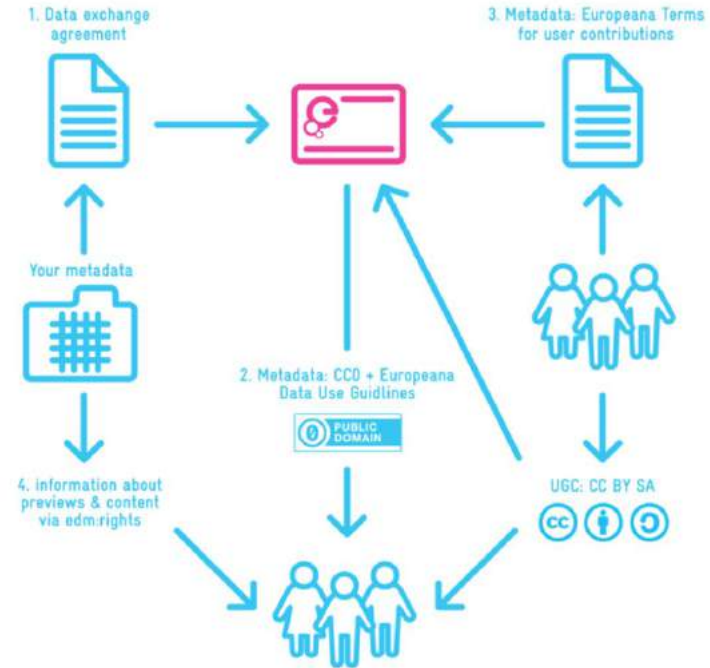 1. Data exchange
agreement
3. Metadata: Europeana Terms
for user contributions
Your metadata
2. Metadata: CC0 + Europeana
Data Use Guidlines
PUBLIC
DOMAIN
4. information about
previews & content
via edm:rights
UGC: CC BY SA
cc